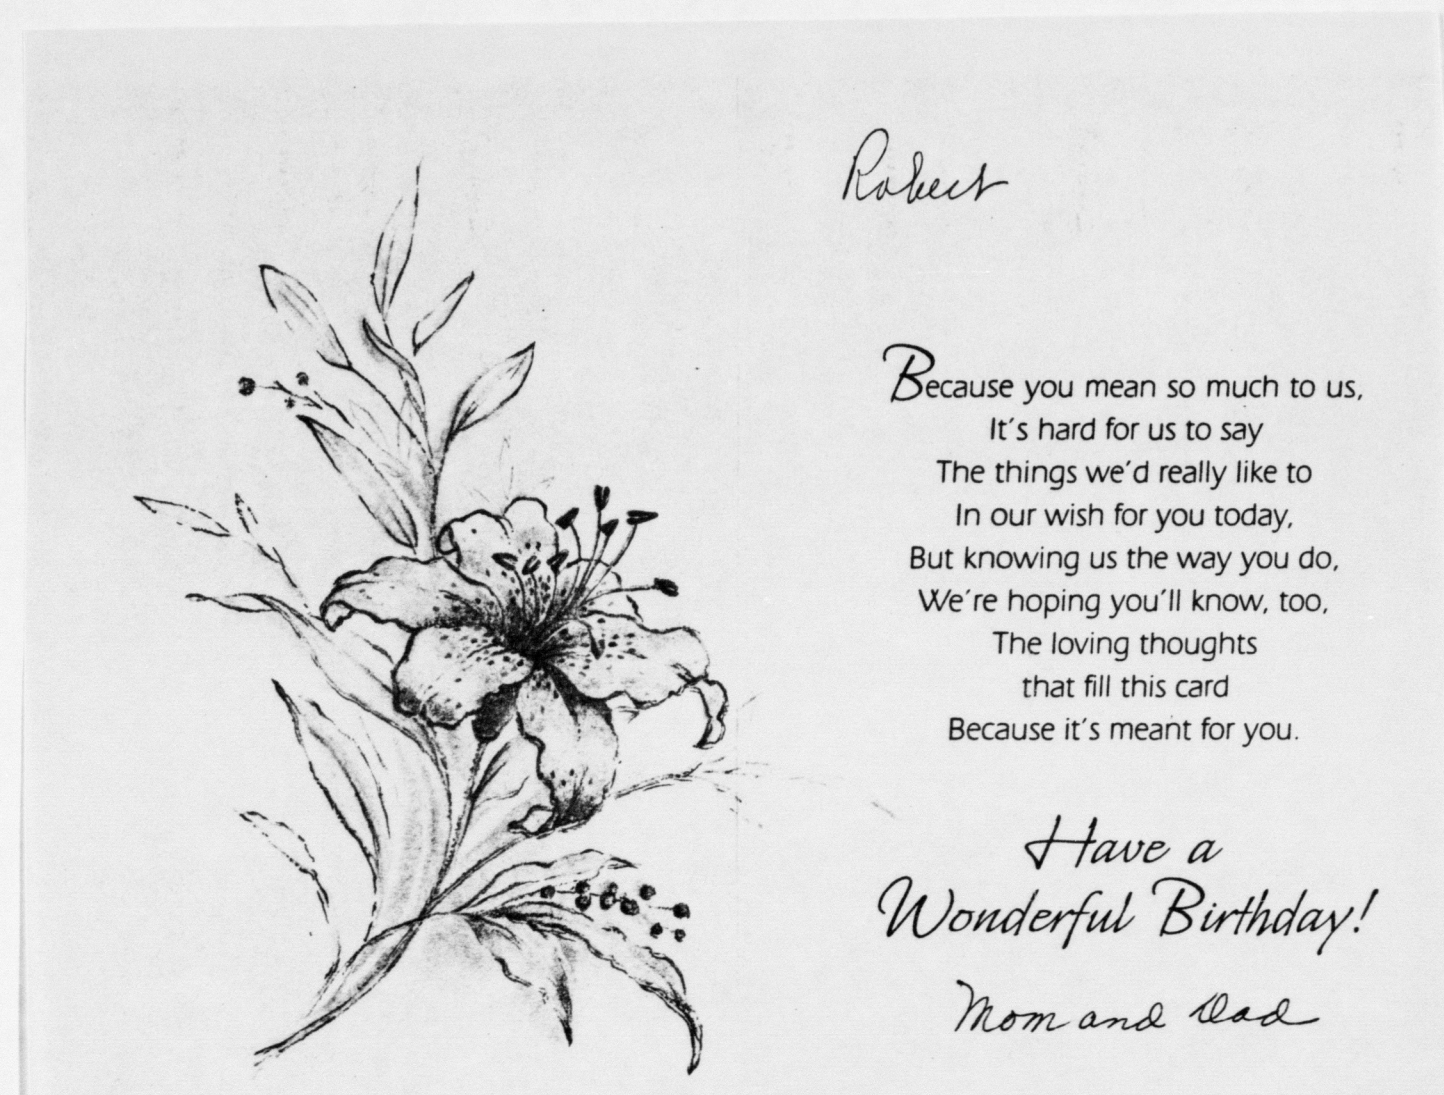 Robert
Because you mean so much to us,
It's hard for us to say
The things we'd really like to
In our wish for you today,
But knowing us the way you do,
We're hoping you'll know, too,
The loving thoughts
that fill this card
Because it's meant for you.
Have a
Wonderful Birthday!
Mom and Dad